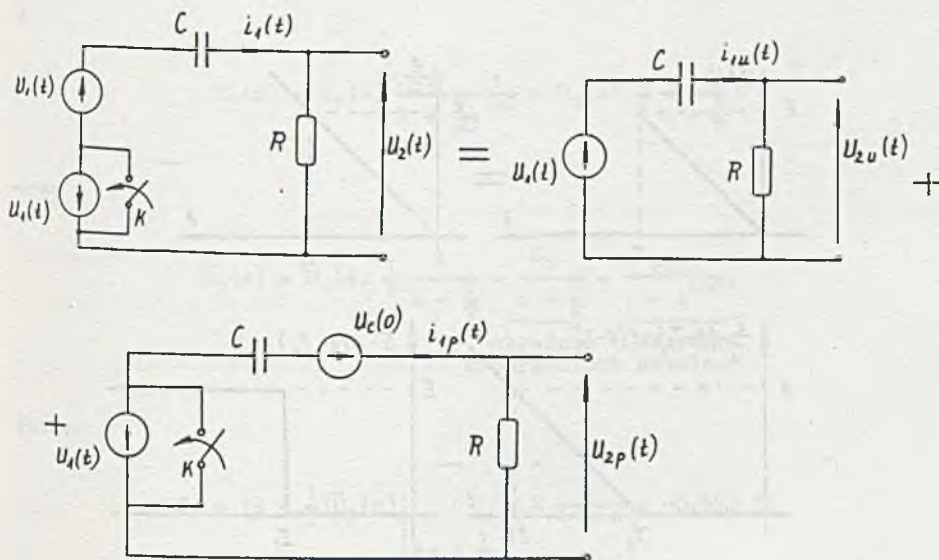 C i₁(t)
U₁(t)
R
U₂(t)
U₁(t)
K
=
C i₁ᵤ(t)
U₁(t)
R
U₂ᵤ(t)
+
C U_c(0) i₁ₚ(t)
+
U₁(t)
K
R
U₂ₚ(t)